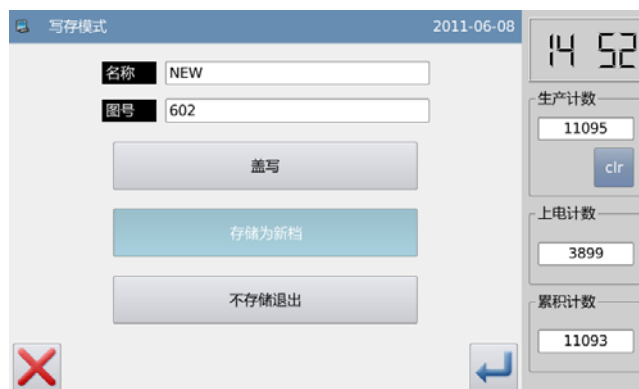 写存模式 2011-06-08
名称 NEW
图号 602
盖写
存储为新档
不存储退出
14 52
生产计数
11095
clr
上电计数
3899
累积计数
11093